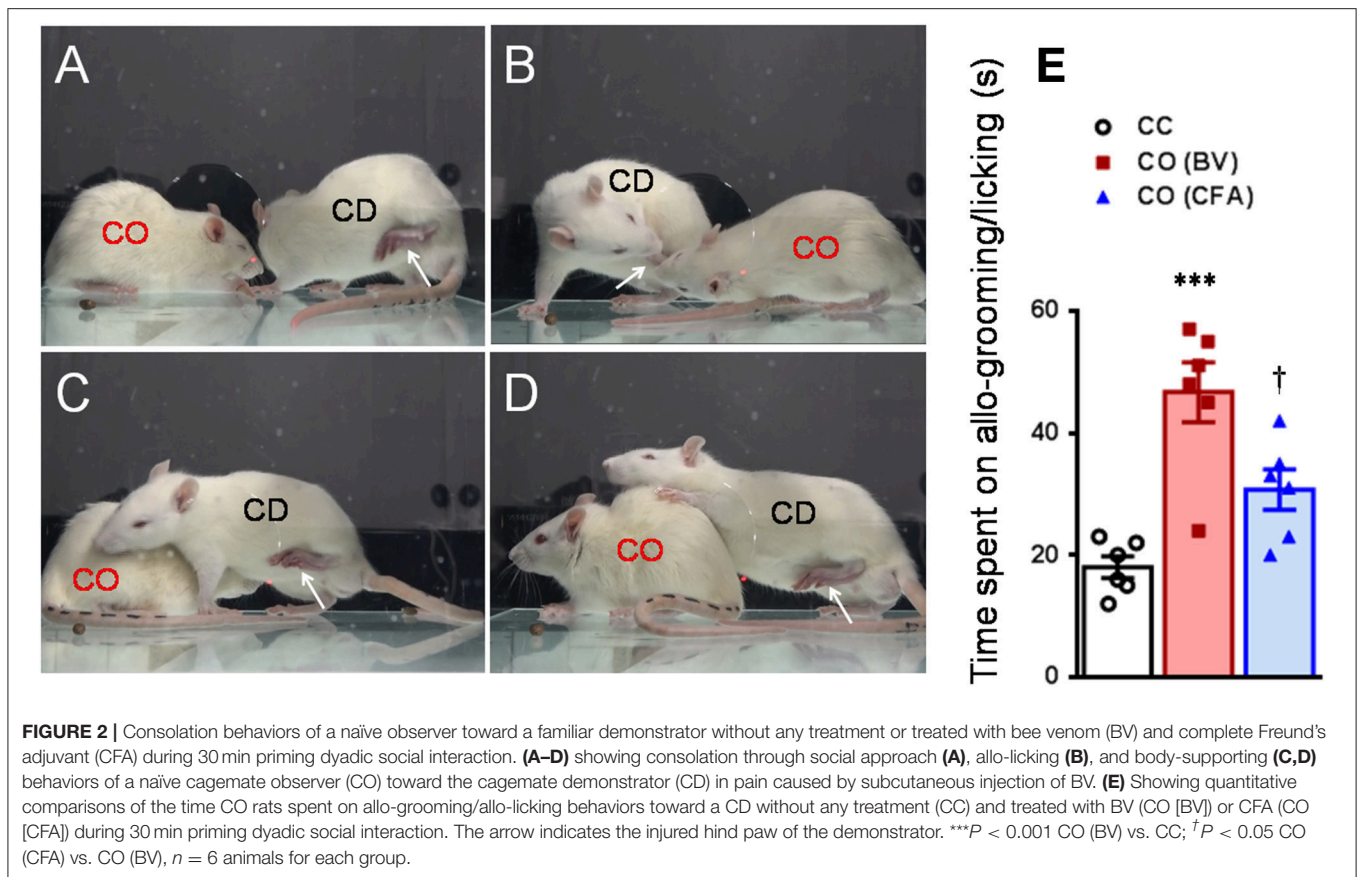 A
CO
CD
B
CD
CO
C
CD
CO
D
CD
CO
E
CC
CO (BV)
CO (CFA)
Time spent on allo-grooming/licking (s)
***
†
60
40
20
0
FIGURE 2 | Consolation behaviors of a naïve observer toward a familiar demonstrator without any treatment or treated with bee venom (BV) and complete Freund's
adjuvant (CFA) during 30 min priming dyadic social interaction. (A–D) showing consolation through social approach (A), allo-licking (B), and body-supporting (C,D)
behaviors of a naïve cagemate observer (CO) toward the cagemate demonstrator (CD) in pain caused by subcutaneous injection of BV. (E) Showing quantitative
comparisons of the time CO rats spent on allo-grooming/allo-licking behaviors toward a CD without any treatment (CC) and treated with BV (CO [BV]) or CFA (CO
[CFA]) during 30 min priming dyadic social interaction. The arrow indicates the injured hind paw of the demonstrator. ***P < 0.001 CO (BV) vs. CC; †P < 0.05 CO
(CFA) vs. CO (BV), n = 6 animals for each group.